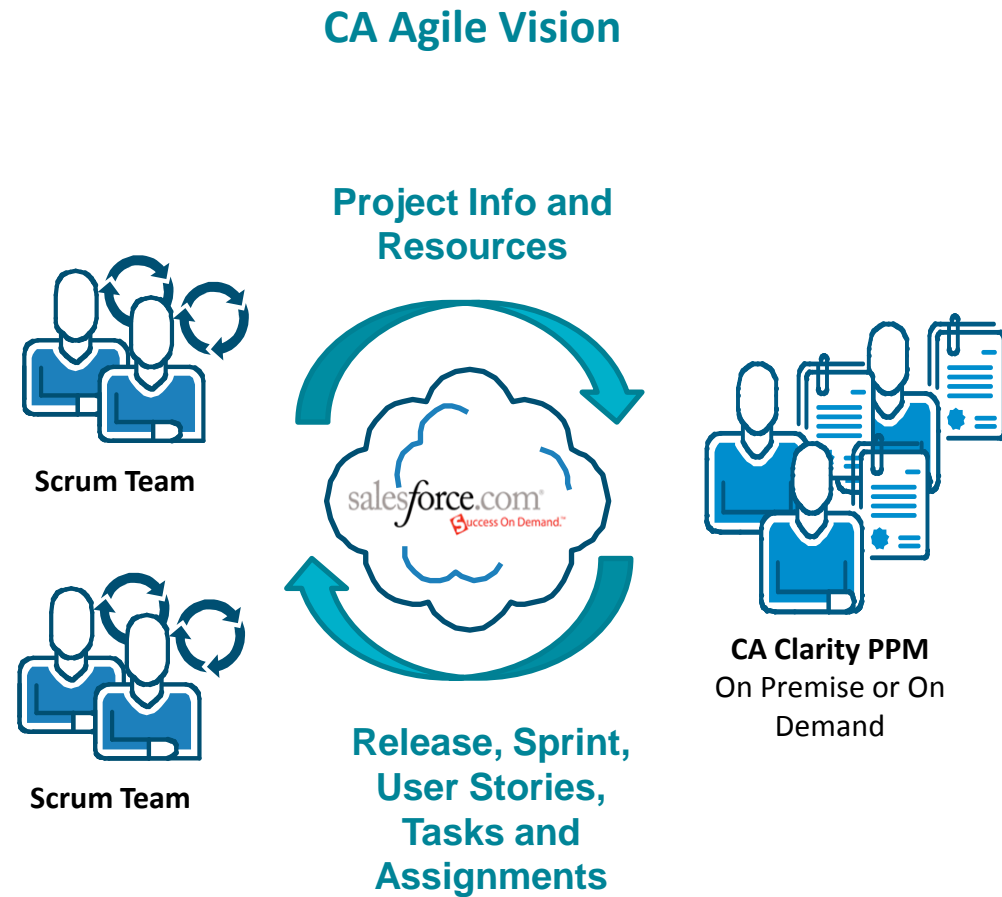 CA Agile Vision
Project Info and
Resources
Scrum Team
salesforce.com®
Success On Demand.™
CA Clarity PPM
On Premise or On
Demand
Scrum Team
Release, Sprint,
User Stories,
Tasks and
Assignments